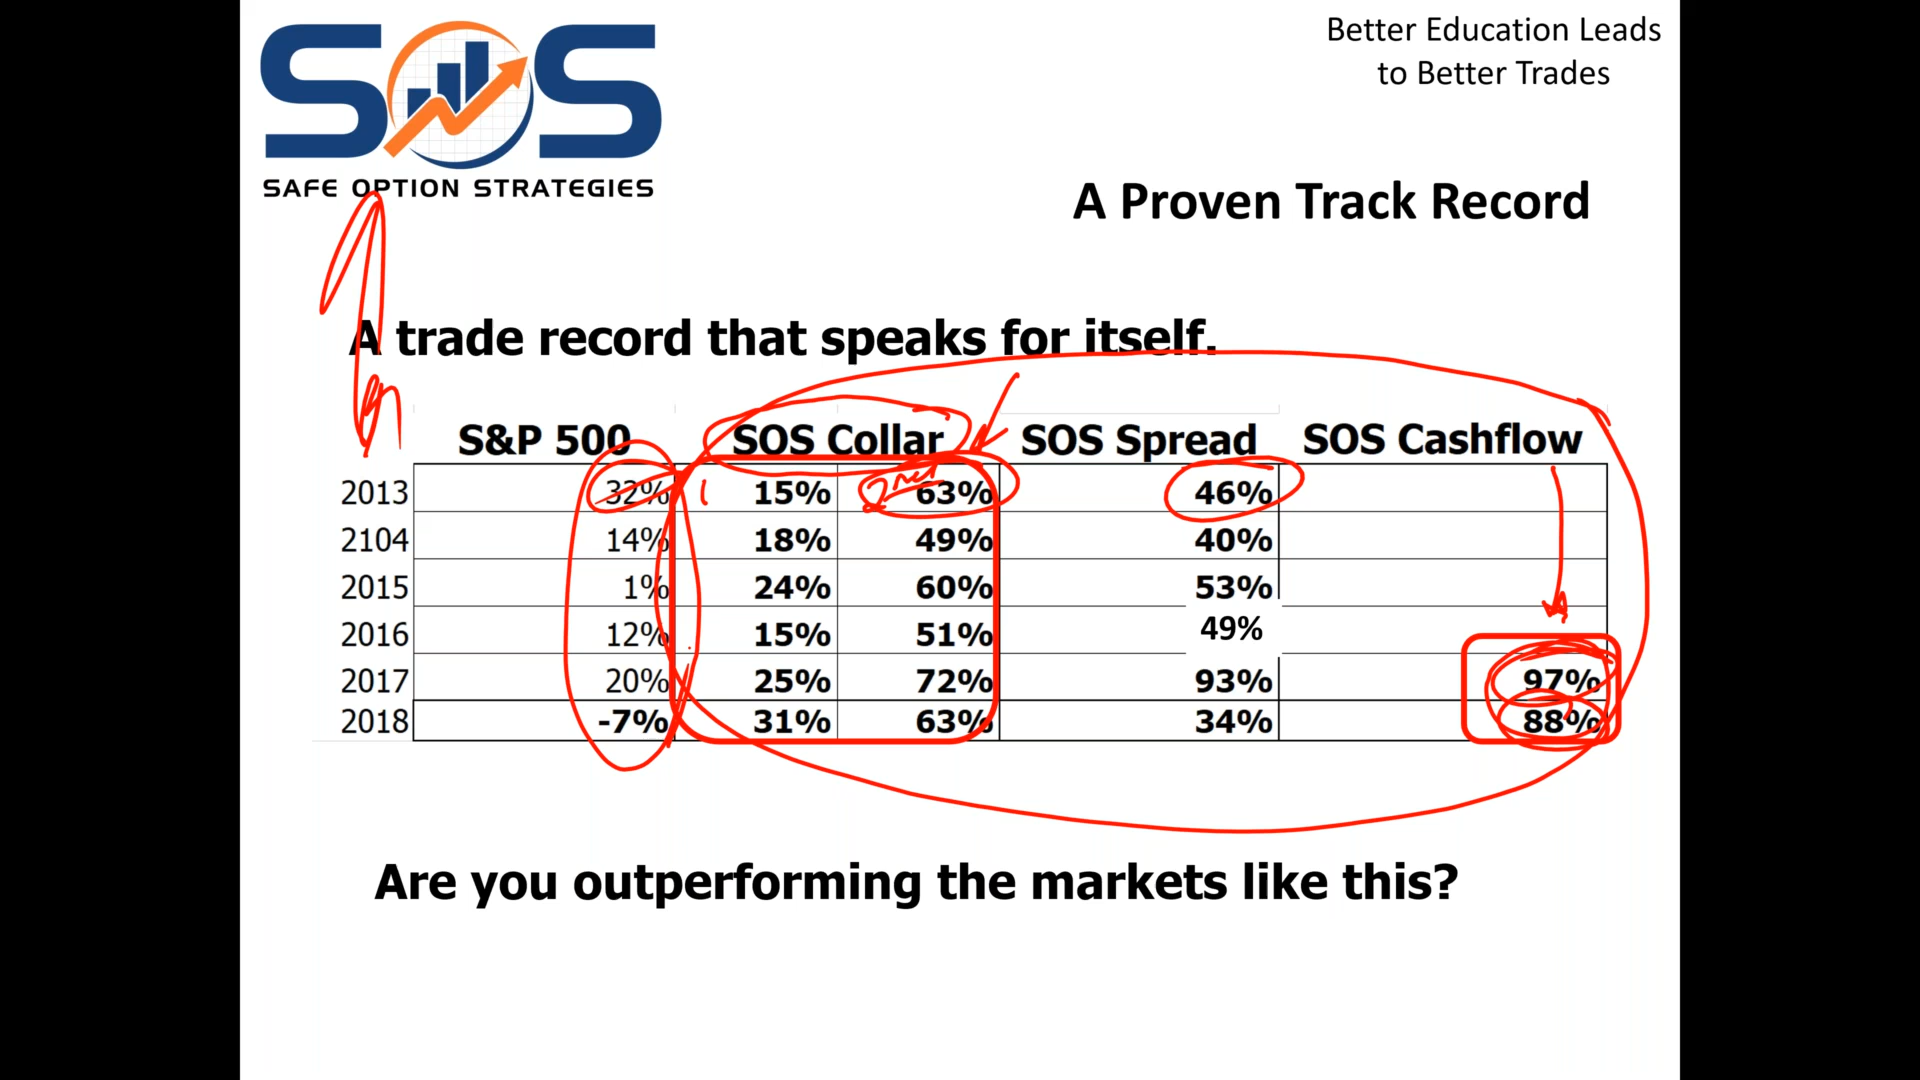 SOS
SAFE OPTION STRATEGIES
Better Education Leads
to Better Trades
A Proven Track Record
A trade record that speaks for itself.
S&P 500 SOS Collar SOS Spread SOS Cashflow
2013 32% 1 15% 2nd 63% 46%
2104 14% 18% 49% 40%
2015 1% 24% 60% 53%
2016 12% 15% 51% 49%
2017 20% 25% 72% 93% 97%
2018 -7% 31% 63% 34% 88%
Are you outperforming the markets like this?